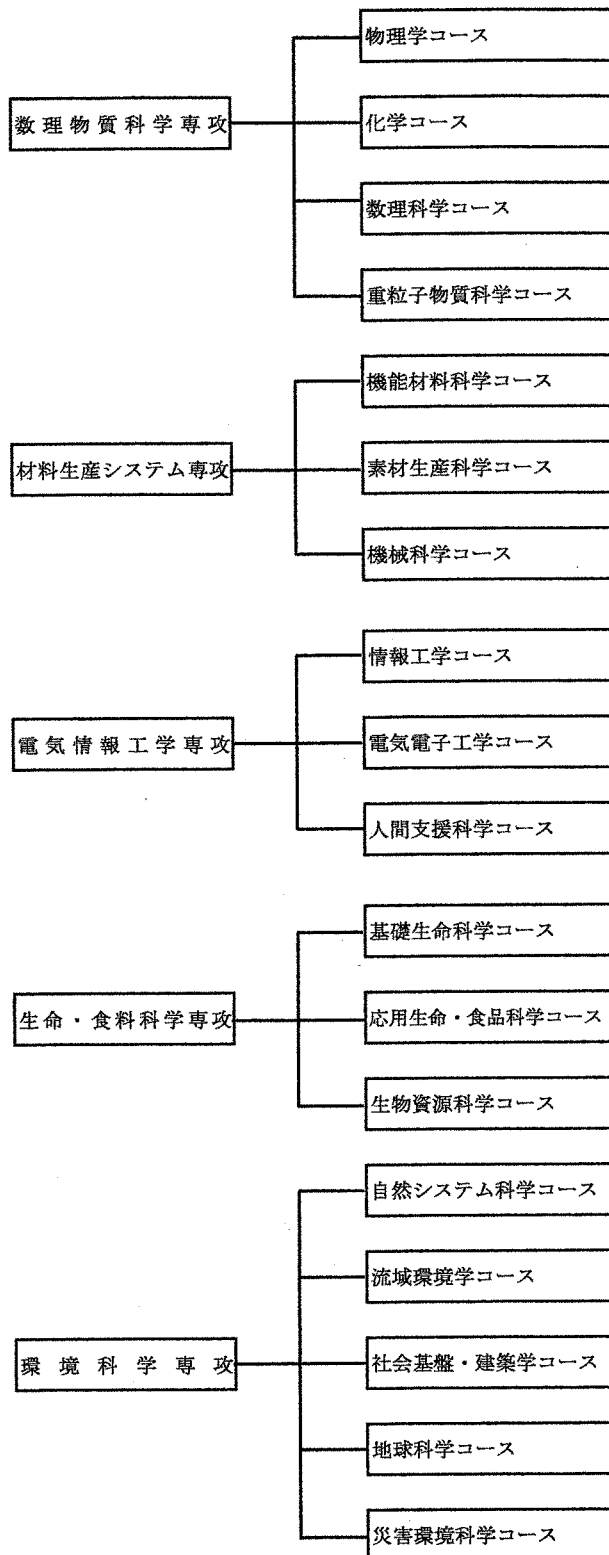 数理物質科学専攻
物理学コース
化学コース
数理科学コース
重粒子物質科学コース
材料生産システム専攻
機能材料科学コース
素材生産科学コース
機械科学コース
電気情報工学専攻
情報工学コース
電気電子工学コース
人間支援科学コース
生命・食料科学専攻
基礎生命科学コース
応用生命・食品科学コース
生物資源科学コース
環境科学専攻
自然システム科学コース
流域環境学コース
社会基盤・建築学コース
地球科学コース
災害環境科学コース